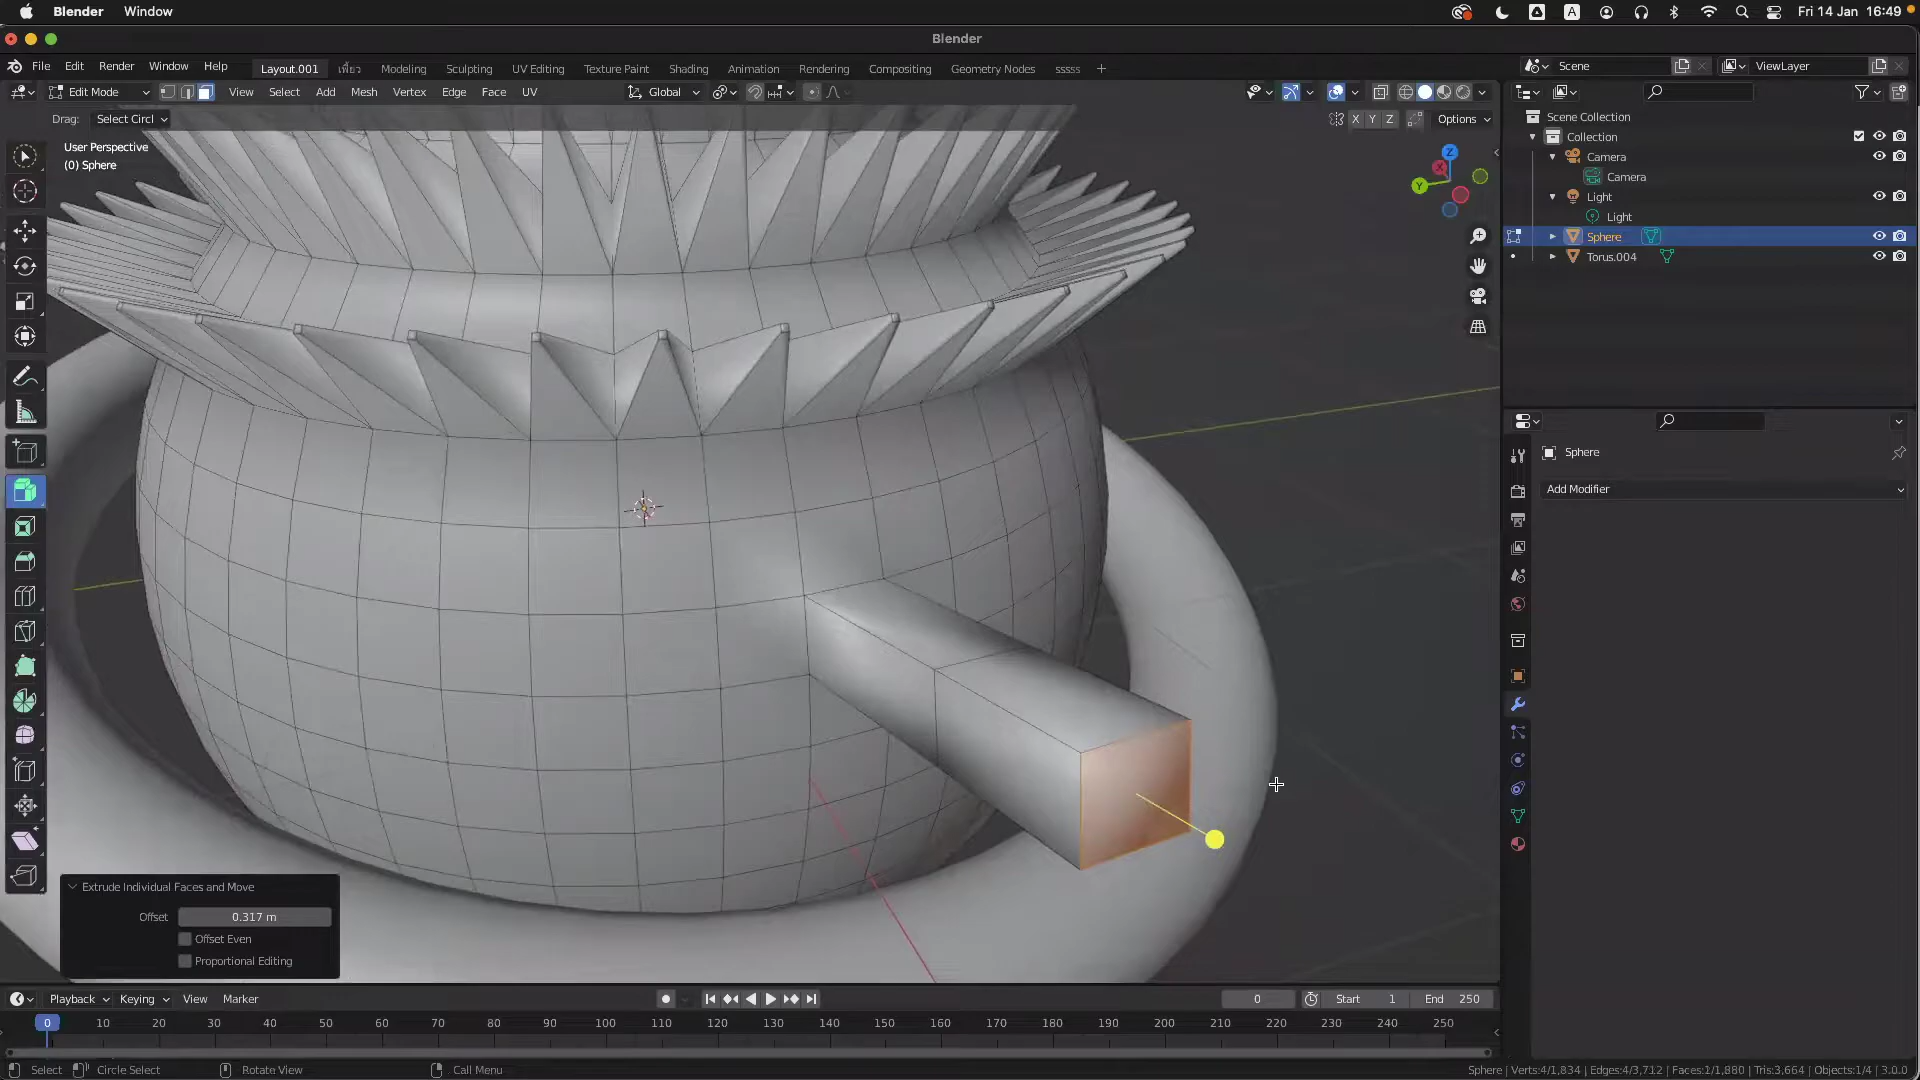 Blender Window A Fri 14 Jan 16:49
Blender
File Edit Render Window Help Layout.001 เพี้ยว Modeling Sculpting UV Editing Texture Paint Shading Animation Rendering Compositing Geometry Nodes sssss + Scene ViewLayer
Edit Mode View Select Add Mesh Vertex Edge Face UV Global
Drag: Select Circl X Y Z Options
User Perspective
(0) Sphere
Z
X
Y
Scene Collection
Collection
Camera
Camera
Light
Light
Sphere
Torus.004
Sphere
Add Modifier
Extrude Individual Faces and Move
Offset 0.317 m
Offset Even
Proportional Editing
Playback Keying View Marker 0 Start 1 End 250
0 10 20 30 40 50 60 70 80 90 100 110 120 130 140 150 160 170 180 190 200 210 220 230 240 250
Select Circle Select Rotate View Call Menu Sphere | Verts:4/1,834 | Edges:4/3,712 | Faces:1/1,880 | Tris:3,664 | Objects:1/4 | 3.0.0